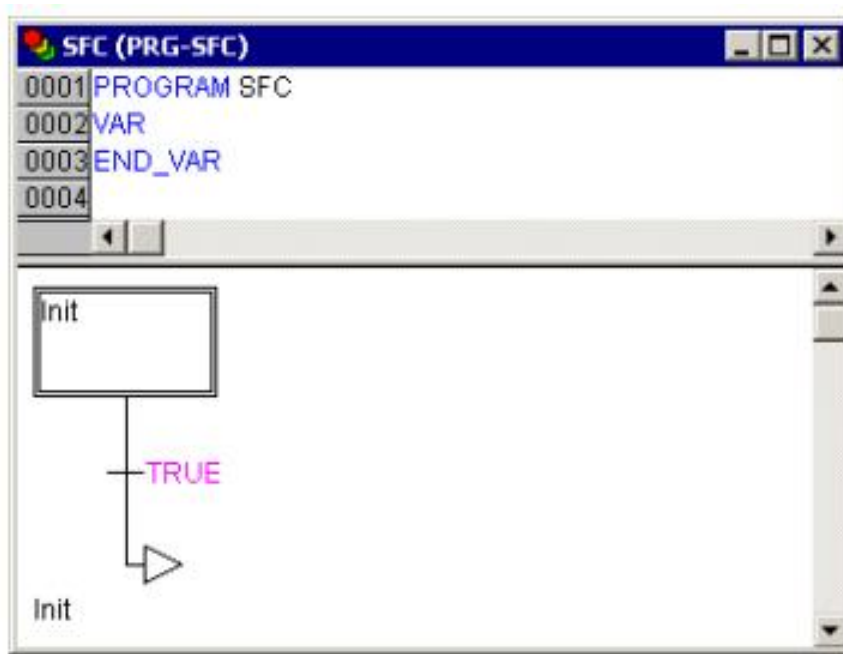 SFC (PRG-SFC)
0001 PROGRAM SFC
0002 VAR
0003 END_VAR
0004
Init
TRUE
Init